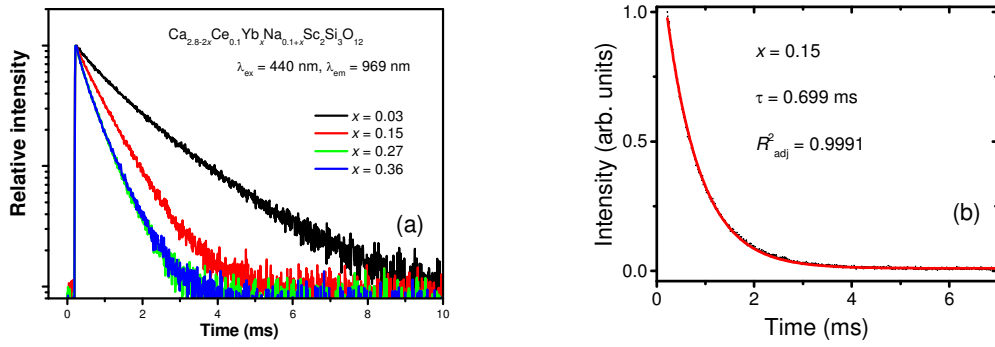 Ca2.8-2xCe0.1YbxNa0.1+xSc2Si3O12
λex = 440 nm, λem = 969 nm
x = 0.03
x = 0.15
x = 0.27
x = 0.36
(a)
Relative intensity
0 2 4 6 8 10
Time (ms)
x = 0.15
τ = 0.699 ms
R2adj = 0.9991
(b)
Intensity (arb. units)
1.0
0.5
0.0
0 2 4 6
Time (ms)